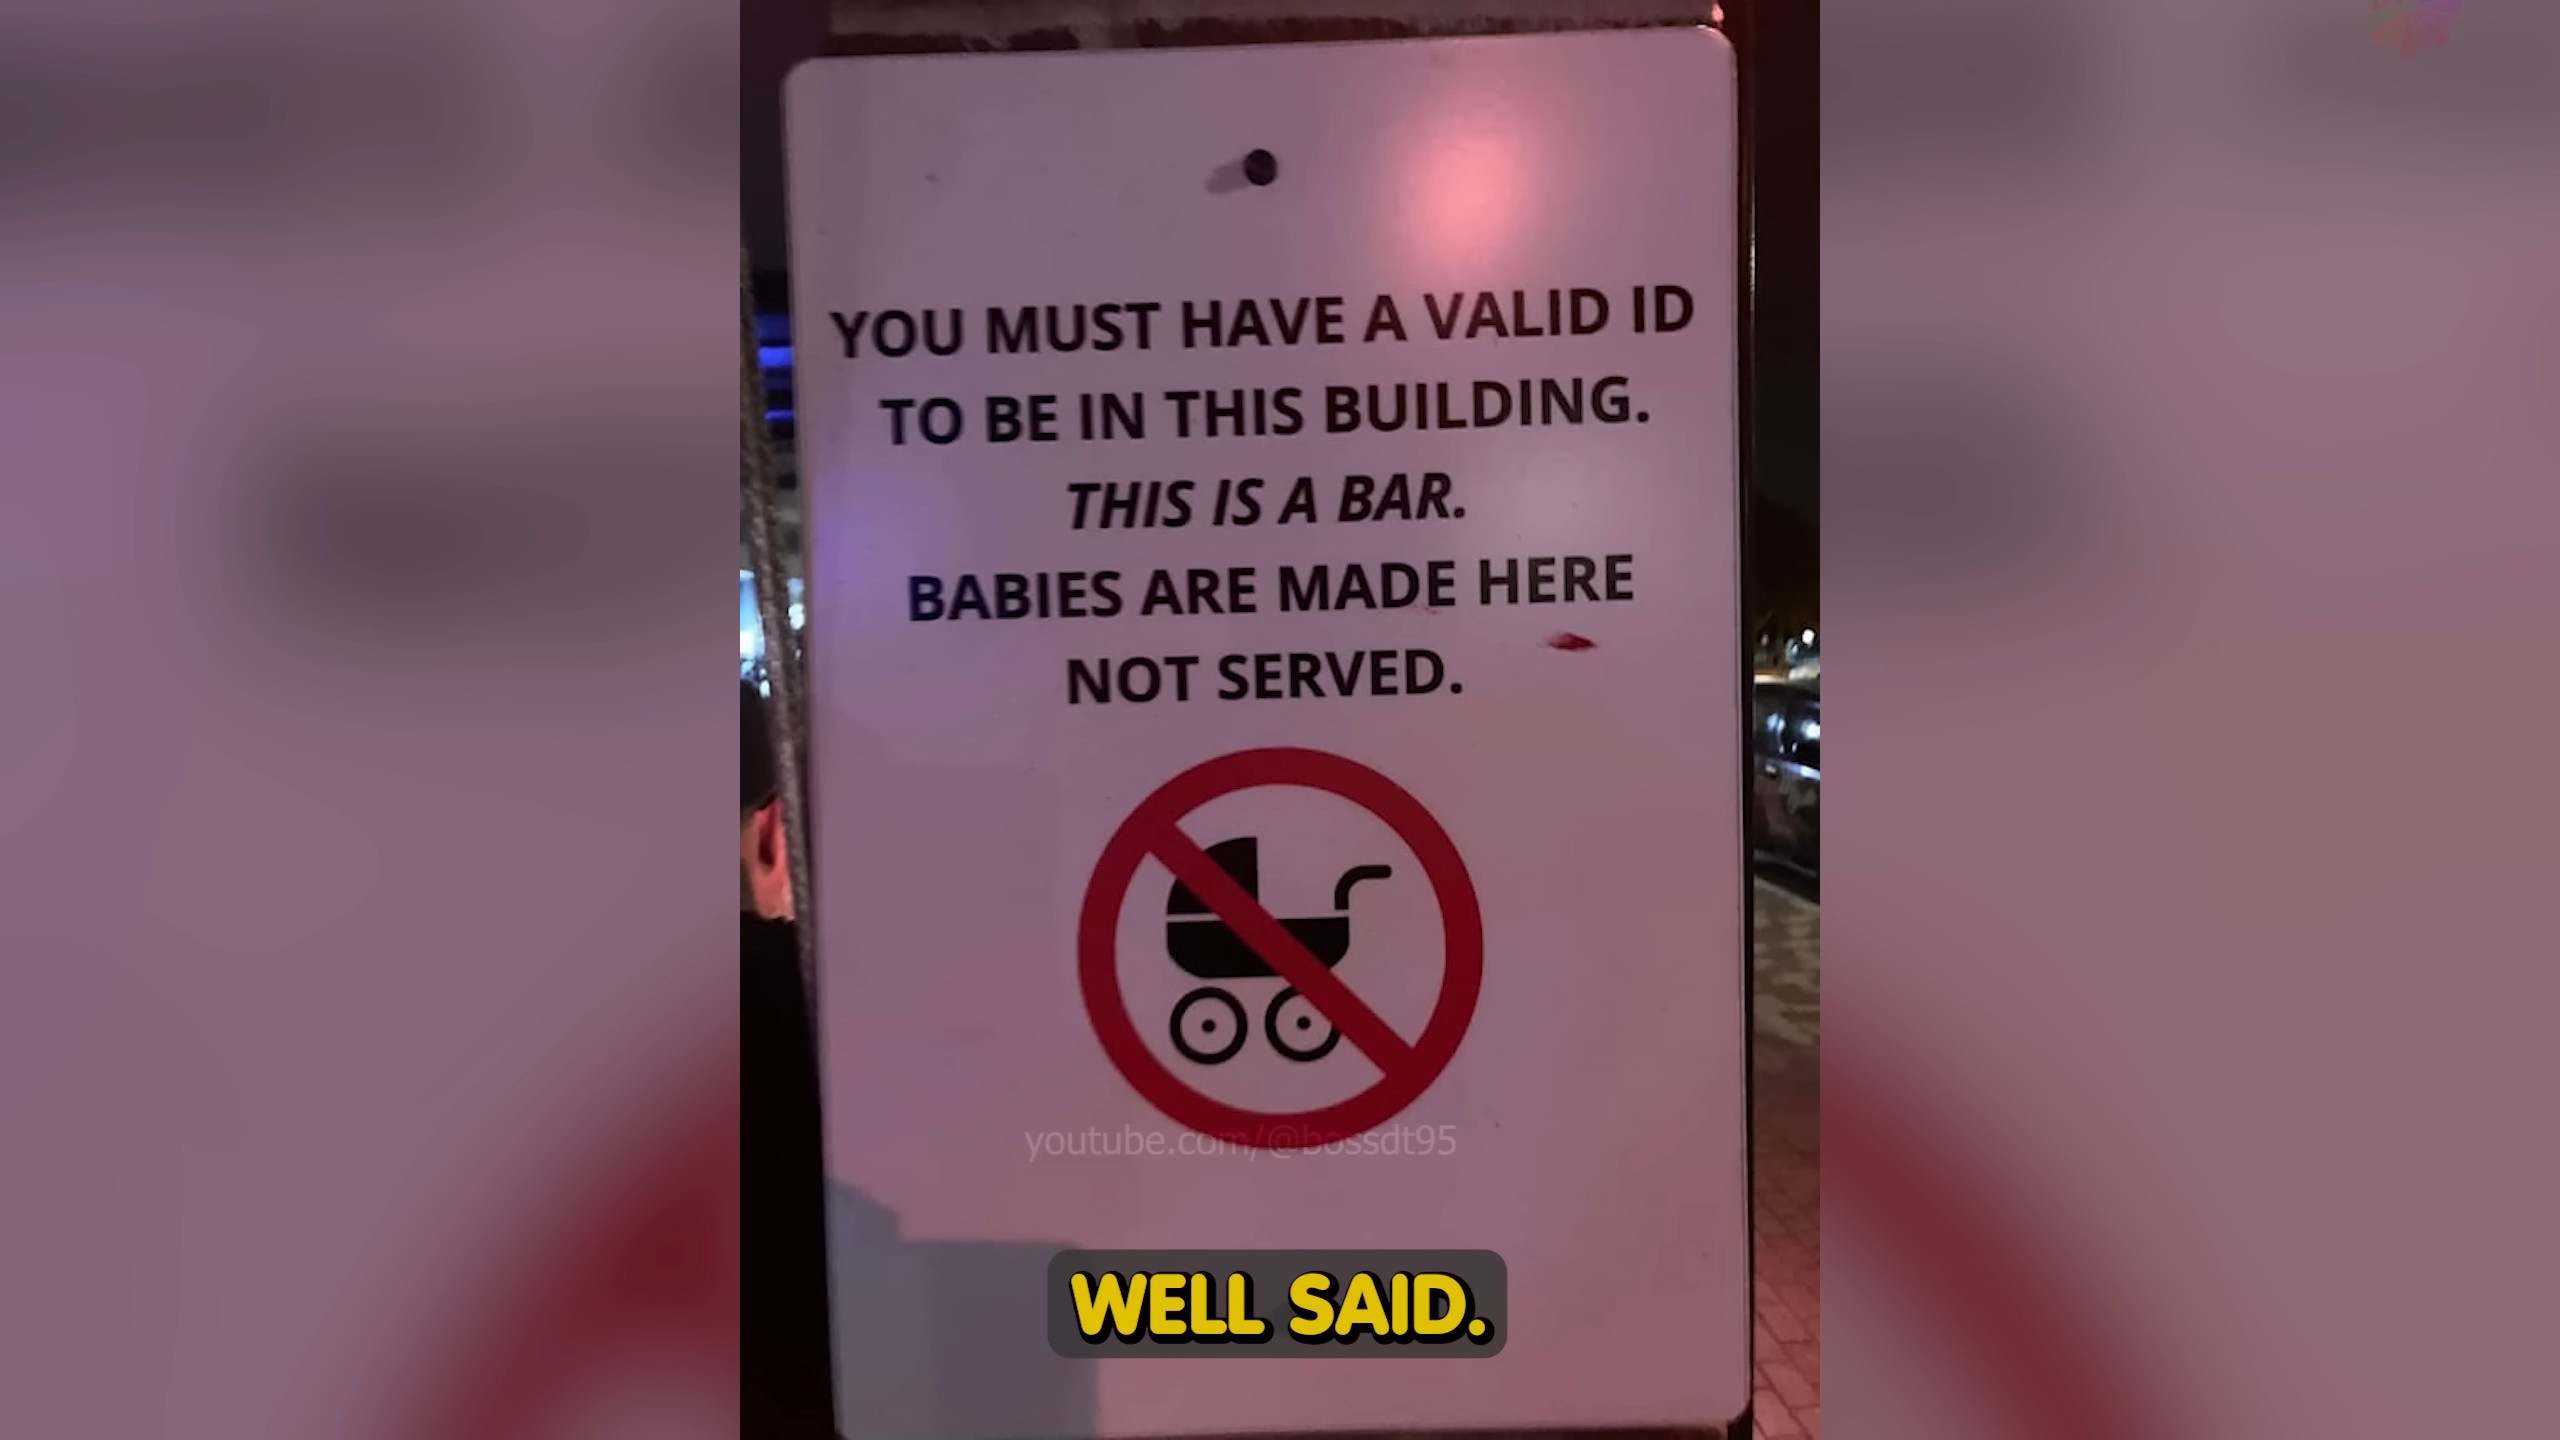 YOU MUST HAVE A VALID ID
TO BE IN THIS BUILDING.
THIS IS A BAR.
BABIES ARE MADE HERE
NOT SERVED.
youtube.com/@bossdt95
WELL SAID.